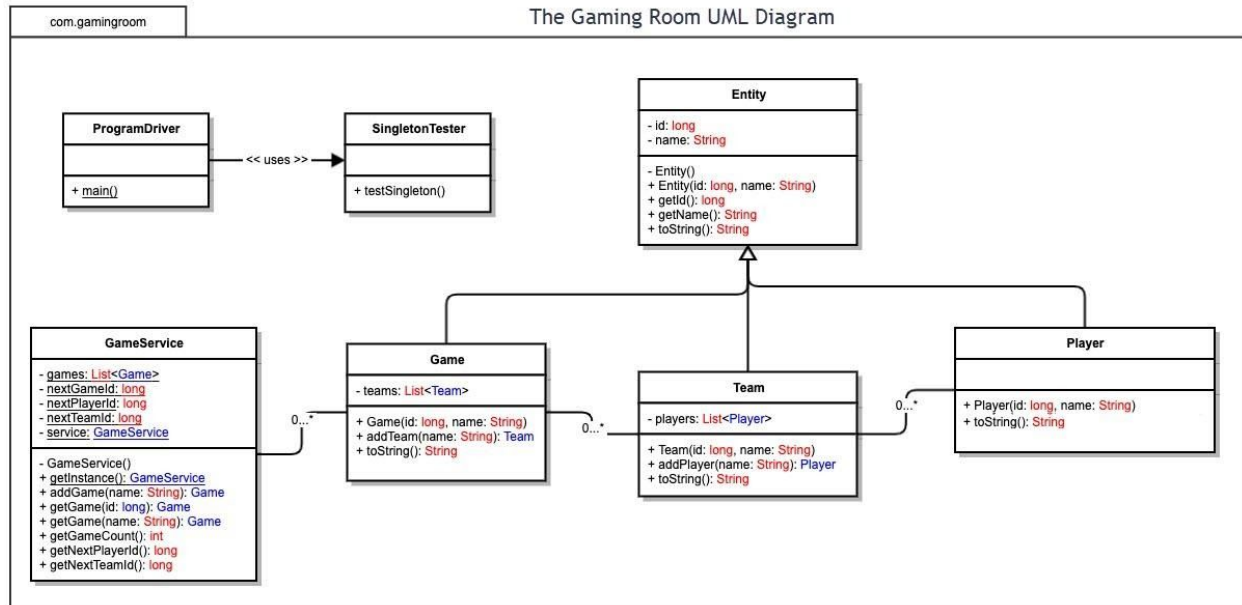 com.gamingroom
The Gaming Room UML Diagram
ProgramDriver
+ main()
<< uses >>
SingletonTester
+ testSingleton()
Entity
- id: long
- name: String
- Entity()
+ Entity(id: long, name: String)
+ getId(): long
+ getName(): String
+ toString(): String
GameService
- games: List<Game>
- nextGameId: long
- nextPlayerId: long
- nextTeamId: long
- service: GameService
- GameService()
+ getInstance(): GameService
+ addGame(name: String): Game
+ getGame(id: long): Game
+ getGame(name: String): Game
+ getGameCount(): int
+ getNextPlayerId(): long
+ getNextTeamId(): long
0...*
Game
- teams: List<Team>
+ Game(id: long, name: String)
+ addTeam(name: String): Team
+ toString(): String
0...*
Team
- players: List<Player>
+ Team(id: long, name: String)
+ addPlayer(name: String): Player
+ toString(): String
0...*
Player
+ Player(id: long, name: String)
+ toString(): String